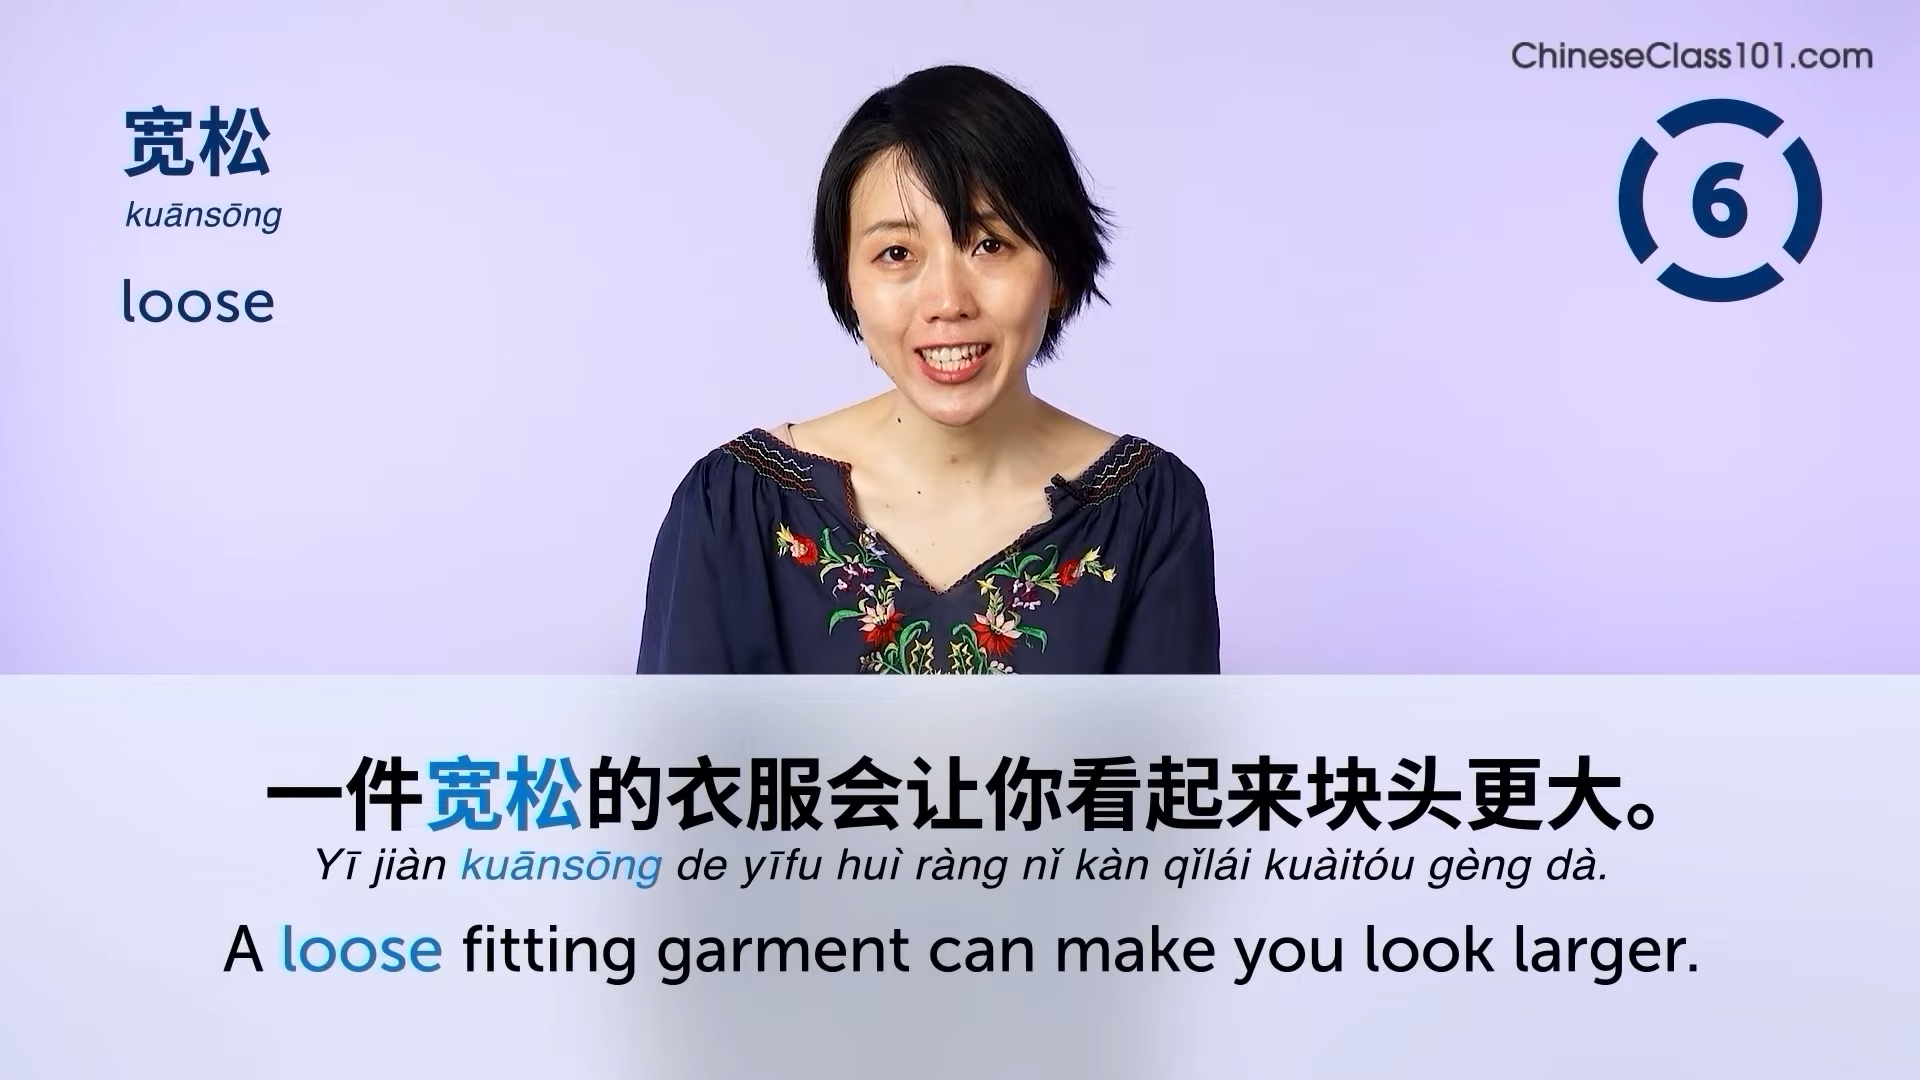 ChineseClass101.com
宽松
kuānsōng
loose
6
一件宽松的衣服会让你看起来块头更大。
Yī jiàn kuānsōng de yīfu huì ràng nǐ kàn qǐlái kuàitóu gèng dà.
A loose fitting garment can make you look larger.